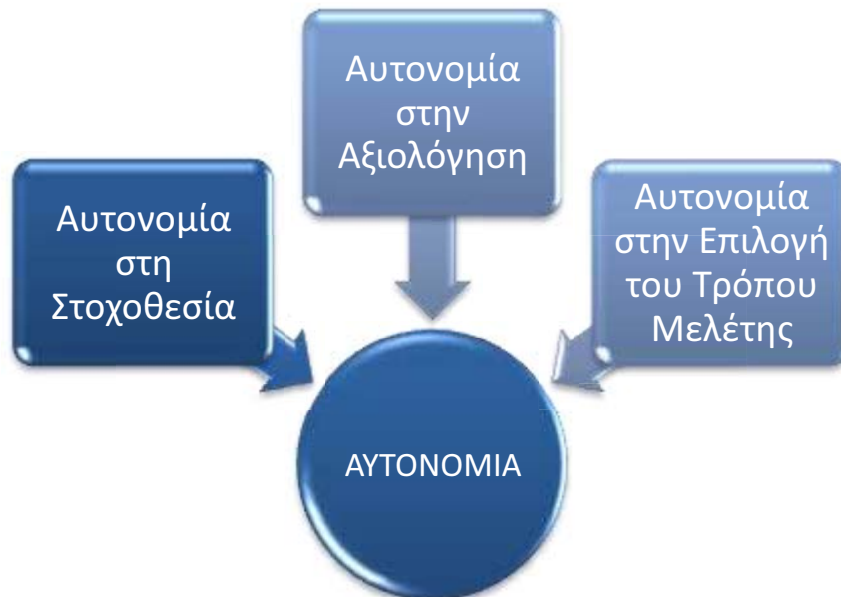 Αυτονομία
στη
Στοχοθεσία
Αυτονομία
στην
Αξιολόγηση
Αυτονομία
στην Επιλογή
του Τρόπου
Μελέτης
ΑΥΤΟΝΟΜΙΑ